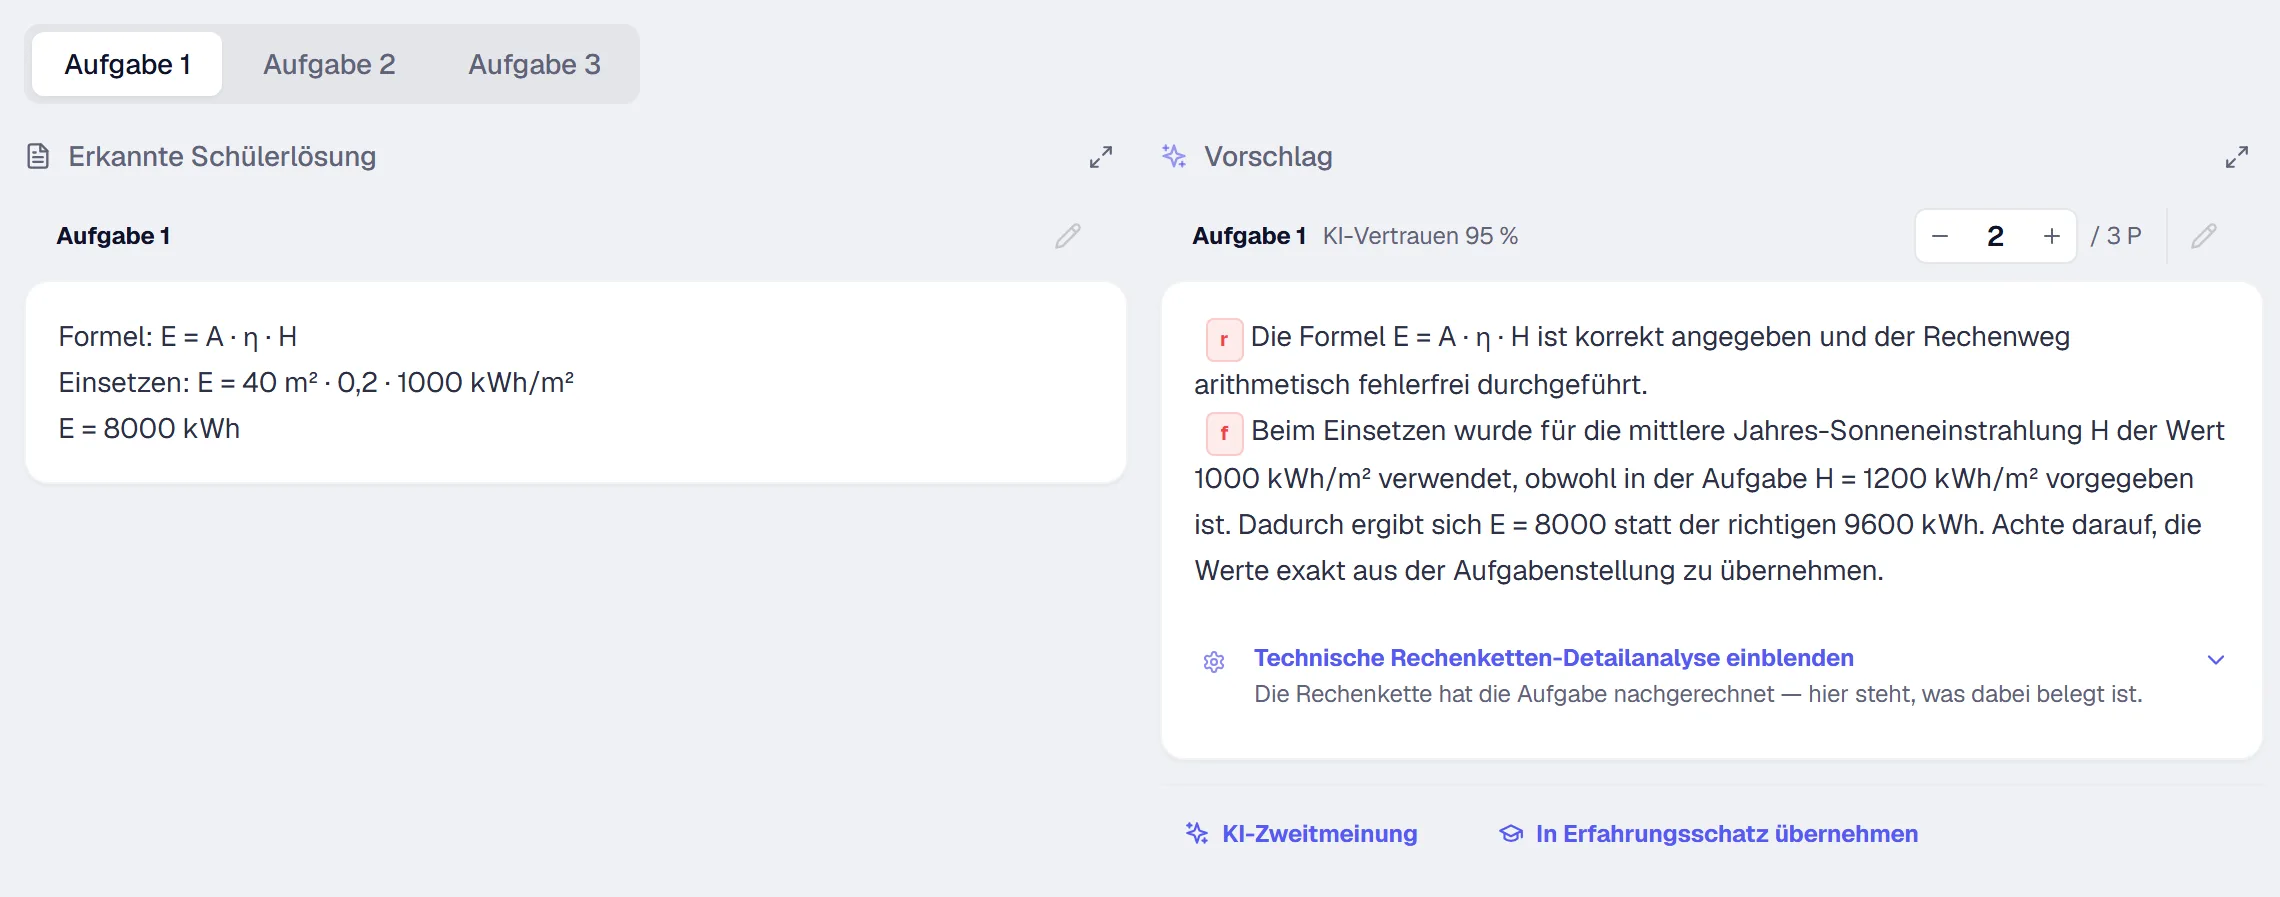 Aufgabe 1 Aufgabe 2 Aufgabe 3
Erkannte Schülerlösung
Aufgabe 1
Formel: E = A · η · H
Einsetzen: E = 40 m² · 0,2 · 1000 kWh/m²
E = 8000 kWh
Vorschlag
Aufgabe 1 KI-Vertrauen 95 % − 2 + / 3 P
r Die Formel E = A · η · H ist korrekt angegeben und der Rechenweg
arithmetisch fehlerfrei durchgeführt.
f Beim Einsetzen wurde für die mittlere Jahres-Sonneneinstrahlung H der Wert
1000 kWh/m² verwendet, obwohl in der Aufgabe H = 1200 kWh/m² vorgegeben
ist. Dadurch ergibt sich E = 8000 statt der richtigen 9600 kWh. Achte darauf, die
Werte exakt aus der Aufgabenstellung zu übernehmen.
Technische Rechenketten-Detailanalyse einblenden
Die Rechenkette hat die Aufgabe nachgerechnet — hier steht, was dabei belegt ist.
KI-Zweitmeinung In Erfahrungsschatz übernehmen